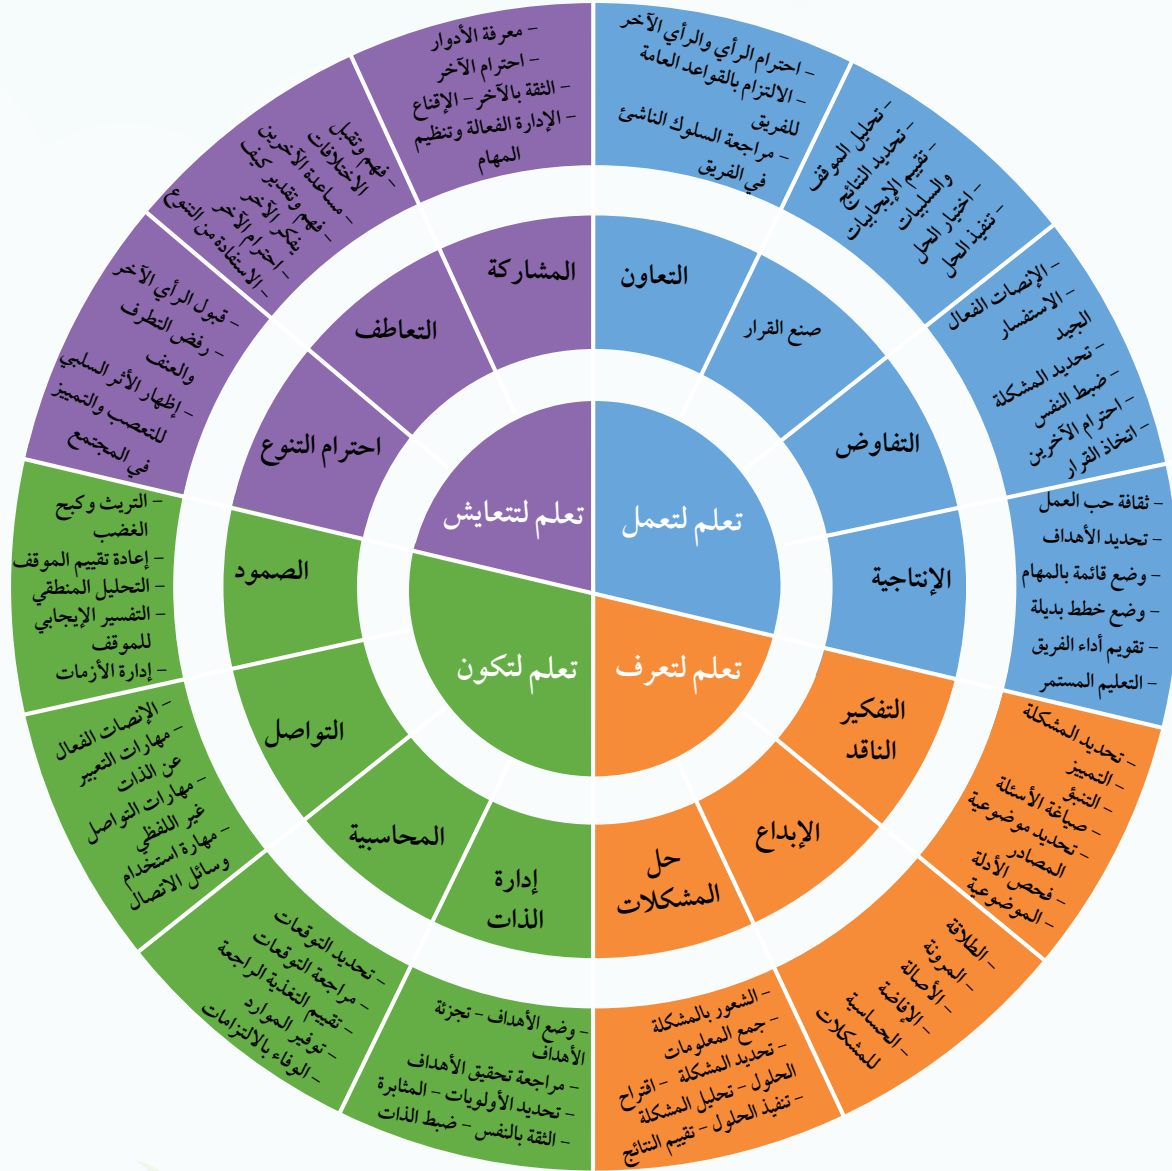 تعلم لتعمل
تعلم لتعرف
تعلم لتكون
تعلم لتتعايش
التعاون
– احترام الرأي والرأي الآخر
– الالتزام بالقواعد العامة
للفريق
– مراجعة السلوك الناشئ
في الفريق
صنع القرار
– تحليل الموقف
– تحديد النتائج
– تقييم الإيجابيات
والسلبيات
– اختيار الحل
– تنفيذ الحل
التفاوض
– الإنصات الفعال
– الاستفسار
الجيد
– تحديد المشكلة
– ضبط النفس
– احترام الآخرين
– اتخاذ القرار
الإنتاجية
– ثقافة حب العمل
– تحديد الأهداف
– وضع قائمة بالمهام
– وضع خطط بديلة
– تقويم أداء الفريق
– التعليم المستمر
التفكير
الناقد
– تحديد المشكلة
– التمييز
– التنبؤ
– صياغة الأسئلة
– تحديد موضوعية
المصادر
– فحص الأدلة
– الموضوعية
الإبداع
– الطلاقة
– المرونة
– الأصالة
– الإفاضة
– الحساسية
للمشكلات
حل
المشكلات
– الشعور بالمشكلة
– جمع المعلومات
– تحديد المشكلة – اقتراح
الحلول – تحليل المشكلة
– تنفيذ الحلول – تقييم النتائج
إدارة
الذات
– وضع الأهداف – تجزئة
الأهداف
– مراجعة تحقيق الأهداف
– تحديد الأولويات – المثابرة
– الثقة بالنفس – ضبط الذات
المحاسبية
– تحديد التوقعات
– مراجعة التوقعات
– تقييم التغذية الراجعة
– توفير الموارد
– الوفاء بالالتزامات
التواصل
– الإنصات الفعال
– مهارات التعبير
عن الذات
– مهارات التواصل
غير اللفظي
– مهارة استخدام
وسائل الاتصال
الصمود
– التريث وكبح
الغضب
– إعادة تقييم الموقف
– التحليل المنطقي
– التفسير الإيجابي
للموقف
– إدارة الأزمات
احترام التنوع
– قبول الرأي الآخر
– رفض التطرف
والعنف
– إظهار الأثر السلبي
للتعصب والتمييز
في المجتمع
التعاطف
– فهم وتقبل
الاختلافات
– مساعدة الآخرين
– فهم وتقدير كيف
يفكر الآخر
– احترام الآخر
– الاستفادة من التنوع
المشاركة
– معرفة الأدوار
– احترام الآخر
– الثقة بالآخر – الإقناع
– الإدارة الفعالة وتنظيم
المهام